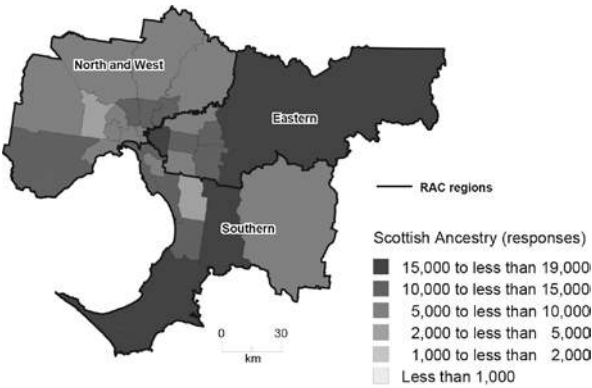 North and West
Eastern
RAC regions
Southern
Scottish Ancestry (responses)
15,000 to less than 19,000
10,000 to less than 15,000
5,000 to less than 10,000
2,000 to less than 5,000
1,000 to less than 2,000
Less than 1,000
0 30
km